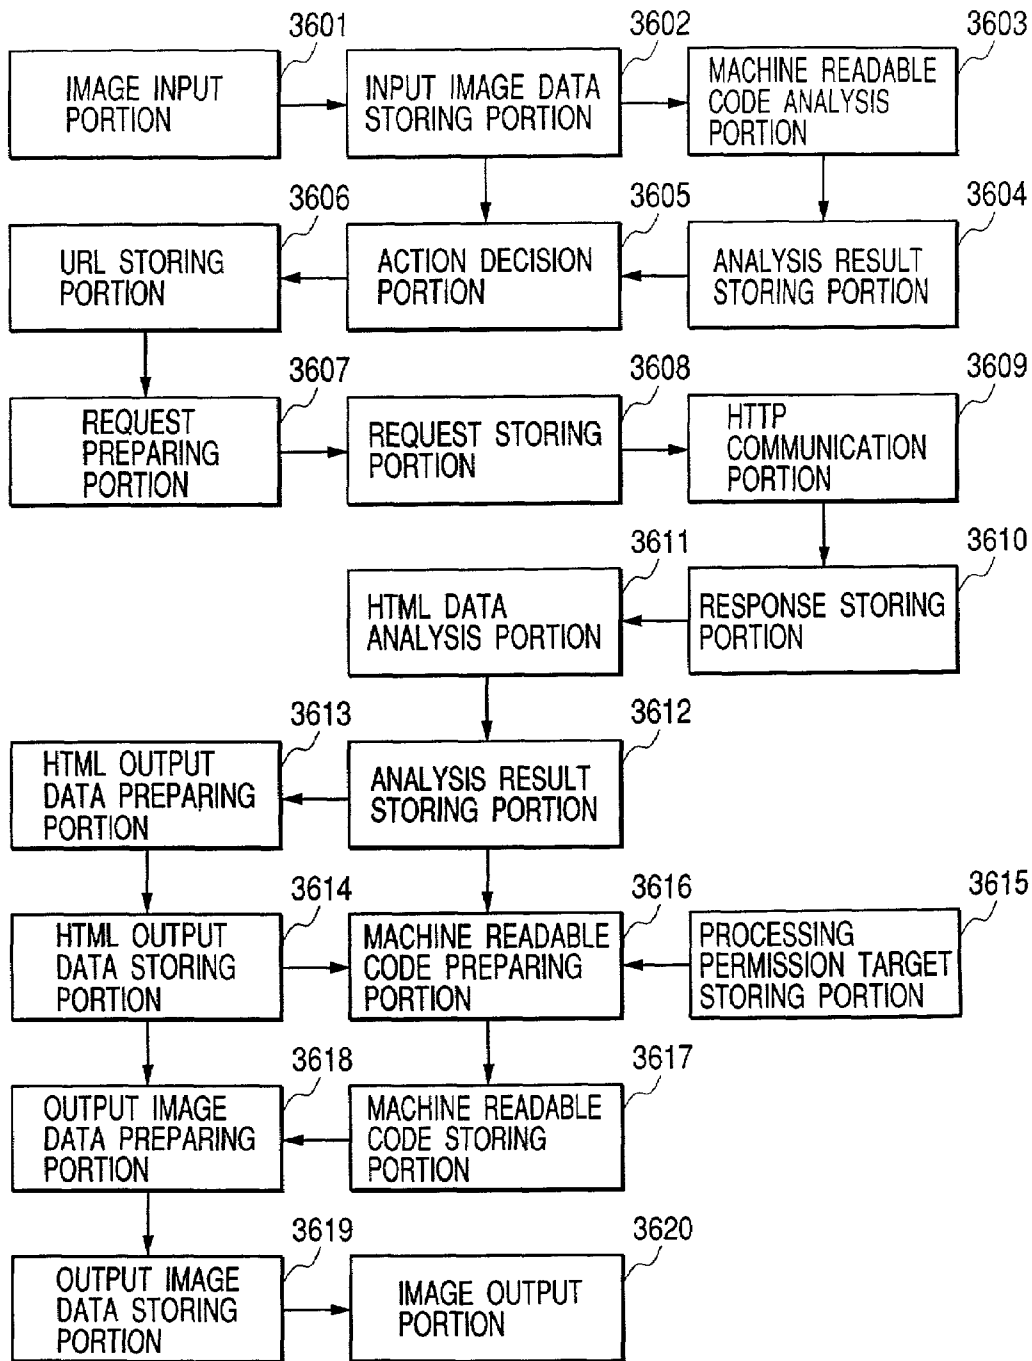 3601
IMAGE INPUT
PORTION
3602
INPUT IMAGE DATA
STORING PORTION
3603
MACHINE READABLE
CODE ANALYSIS
PORTION
3606
URL STORING
PORTION
3605
ACTION DECISION
PORTION
3604
ANALYSIS RESULT
STORING PORTION
3607
REQUEST
PREPARING
PORTION
3608
REQUEST STORING
PORTION
3609
HTTP
COMMUNICATION
PORTION
3611
HTML DATA
ANALYSIS PORTION
3610
RESPONSE STORING
PORTION
3613
HTML OUTPUT
DATA PREPARING
PORTION
3612
ANALYSIS RESULT
STORING PORTION
3614
HTML OUTPUT
DATA STORING
PORTION
3616
MACHINE READABLE
CODE PREPARING
PORTION
3615
PROCESSING
PERMISSION TARGET
STORING PORTION
3618
OUTPUT IMAGE
DATA PREPARING
PORTION
3617
MACHINE READABLE
CODE STORING
PORTION
3619
OUTPUT IMAGE
DATA STORING
PORTION
3620
IMAGE OUTPUT
PORTION